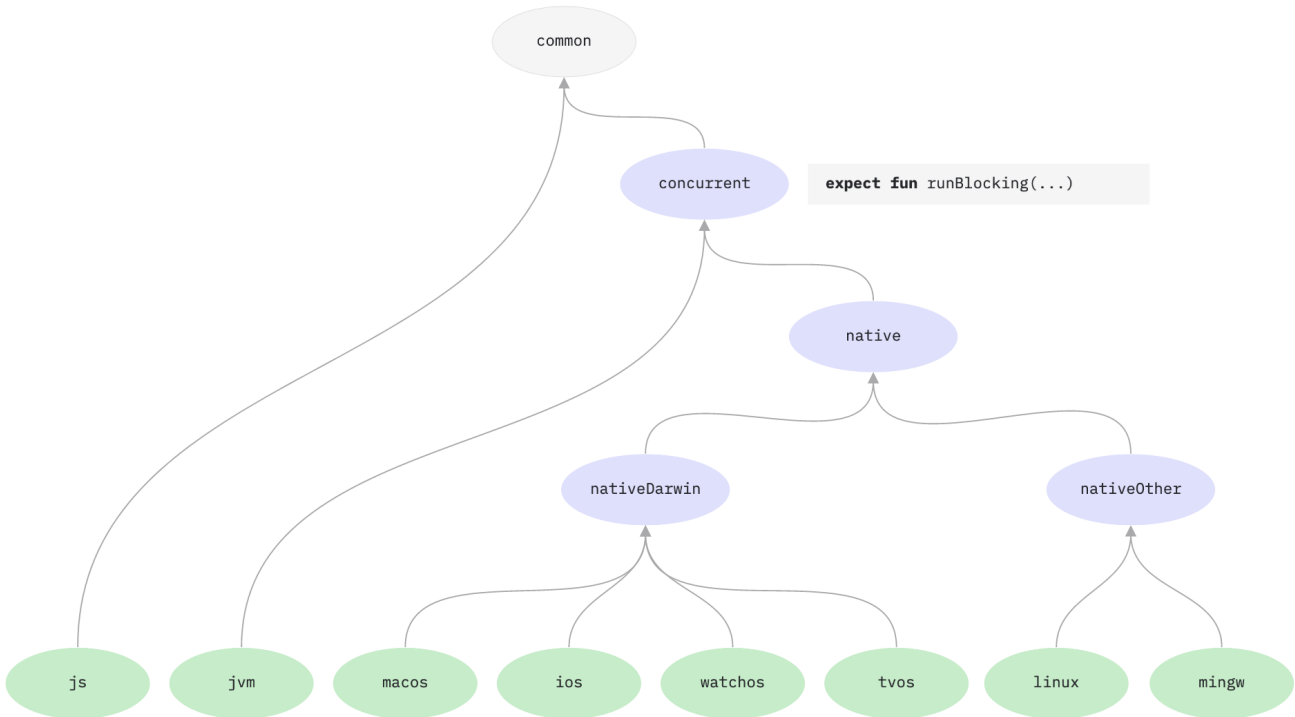 common
concurrent
expect fun runBlocking(...)
native
nativeDarwin
nativeOther
js
jvm
macos
ios
watchos
tvos
linux
mingw